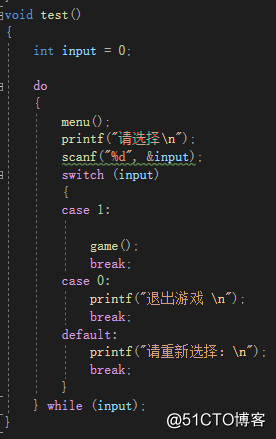 void test()
{
int input = 0;
do
{
menu();
printf("请选择\n");
scanf("%d", &input);
switch (input)
{
case 1:
game();
break;
case 0:
printf("退出游戏 \n");
break;
default:
printf("请重新选择：\n");
break;
}
} while (input);
}
@51CTO博客